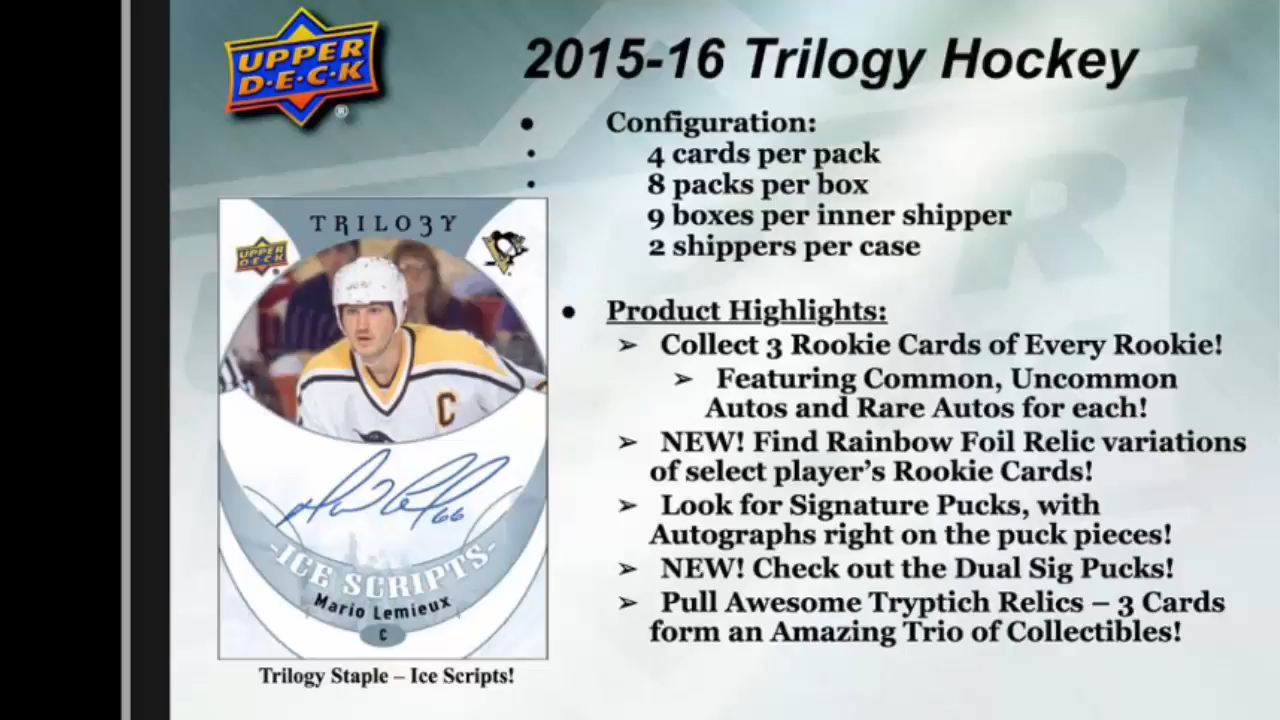 UPPER
D·E·C·K
®
2015-16 Trilogy Hockey
● Configuration:
• 4 cards per pack
• 8 packs per box
9 boxes per inner shipper
2 shippers per case
● Product Highlights:
➢ Collect 3 Rookie Cards of Every Rookie!
➢ Featuring Common, Uncommon
Autos and Rare Autos for each!
➢ NEW! Find Rainbow Foil Relic variations
of select player's Rookie Cards!
➢ Look for Signature Pucks, with
Autographs right on the puck pieces!
➢ NEW! Check out the Dual Sig Pucks!
➢ Pull Awesome Tryptich Relics – 3 Cards
form an Amazing Trio of Collectibles!
TRILO3Y
UPPER
DECK
C
66
-ICE SCRIPTS-
Mario Lemieux
C
Trilogy Staple – Ice Scripts!